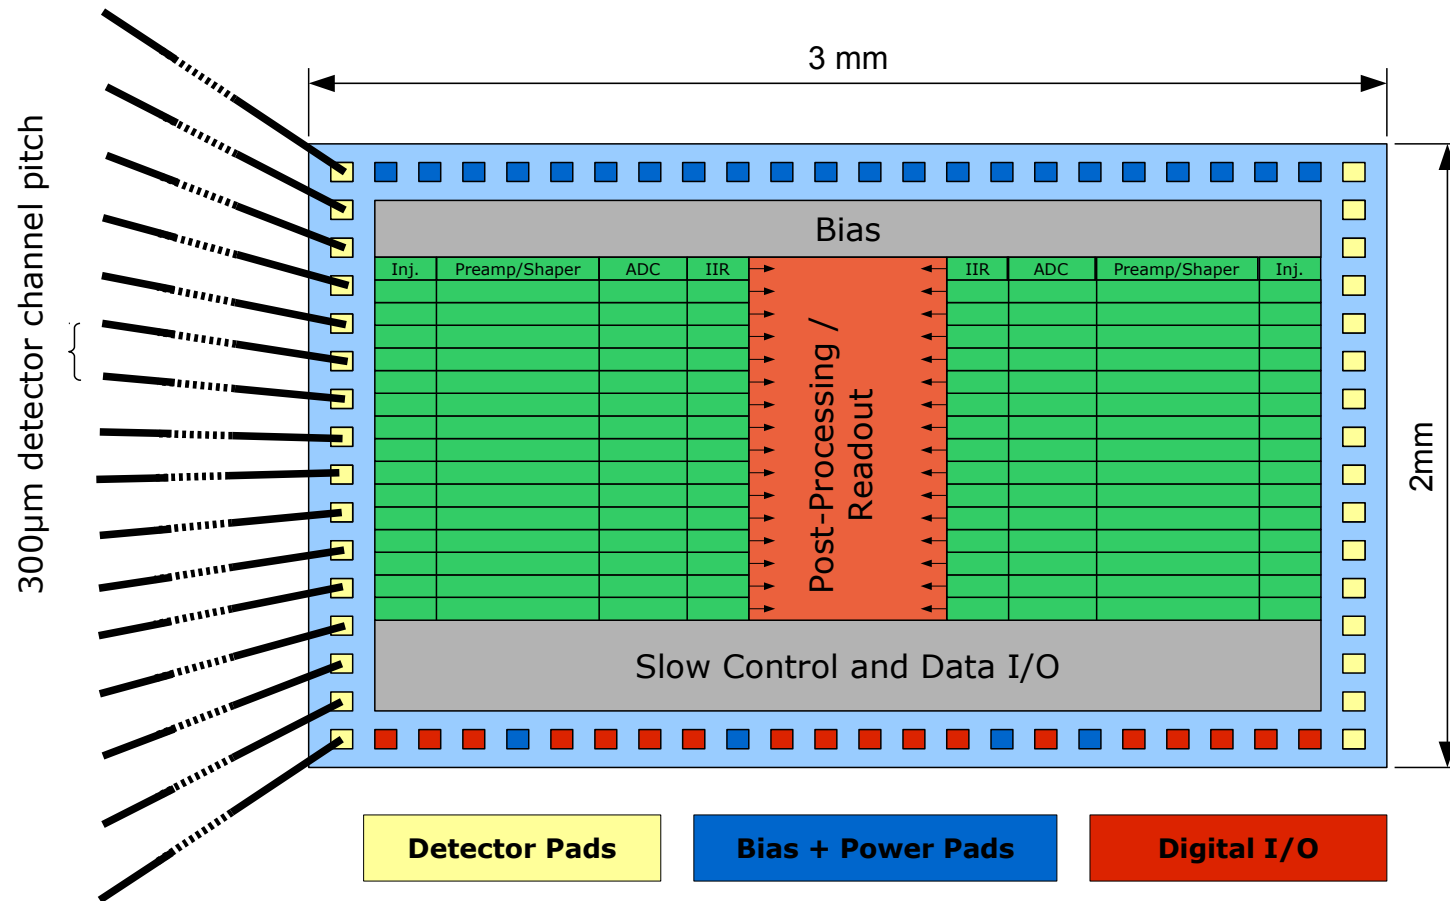 3 mm
300µm detector channel pitch
Bias
Inj. Preamp/Shaper ADC IIR IIR ADC Preamp/Shaper Inj.
Post-Processing /
Readout
2mm
Slow Control and Data I/O
Detector Pads Bias + Power Pads Digital I/O